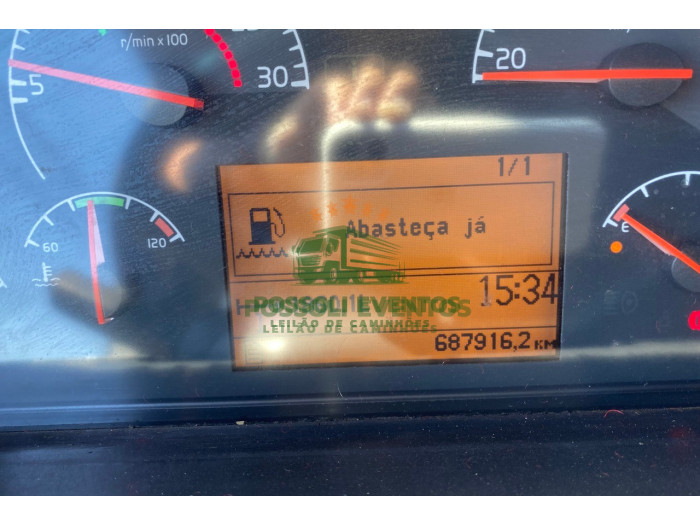 r/min x 100
5
30
20
1/1
Abasteça já
60
120
15:34
POSSOLI EVENTOS
LEILÃO DE CAMINHÕES
687916,2 KM